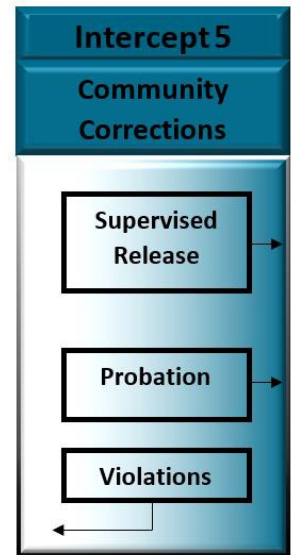 Intercept 5
Community
Corrections
Supervised
Release
Probation
Violations